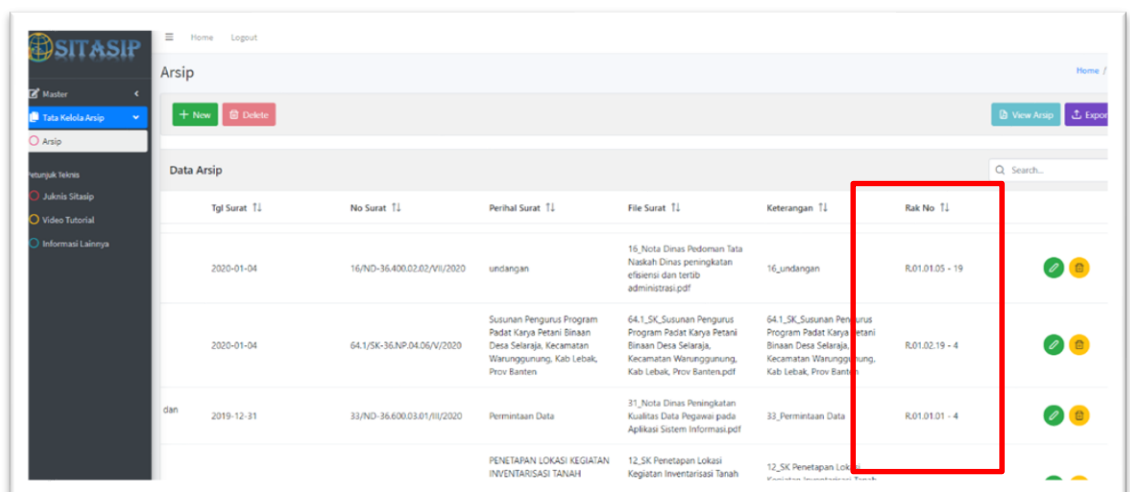 SITASIP
Home Logout
Arsip
Home /
Master
Tata Kelola Arsip
+ New Delete
View Arsip
Arsip
Petunjuk Teknis
Data Arsip
Search...
Juknis Sitasip
Video Tutorial
Informasi Lainnya
Tgl Surat No Surat Perihal Surat File Surat Keterangan Rak No
2020-01-04
16/ND-36.400.02.02/VII/2020
undangan
16_Nota Dinas Pedoman Tata
Naskah Dinas peningkatan
efisiensi dan tertib
administrasi.pdf
16_undangan
R.01.01.05 - 19
2020-01-04
64.1/SK-36.NP.04.06/V/2020
Susunan Pengurus Program
Padat Karya Petani Binaan
Desa Selaraja, Kecamatan
Warunggunung, Kab Lebak,
Prov Banten
64.1_SK_Susunan Pengurus
Program Padat Karya Petani
Binaan Desa Selaraja,
Kecamatan Warunggunung,
Kab Lebak, Prov Banten.pdf
64.1_SK_Susunan Pengurus
Program Padat Karya Petani
Binaan Desa Selaraja,
Kecamatan Warunggunung,
Kab Lebak, Prov Banten
R.01.02.19 - 4
dan
2019-12-31
33/ND-36.600.03.01/III/2020
Permintaan Data
31_Nota Dinas Peningkatan
Kualitas Data Pegawai pada
Aplikasi Sistem Informasi.pdf
33_Permintaan Data
R.01.01.01 - 4
PENETAPAN LOKASI KEGIATAN
INVENTARISASI TANAH
12_SK Penetapan Lokasi
Kegiatan Inventarisasi Tanah
12_SK Penetapan Lokasi
Kegiatan Inventarisasi Tanah